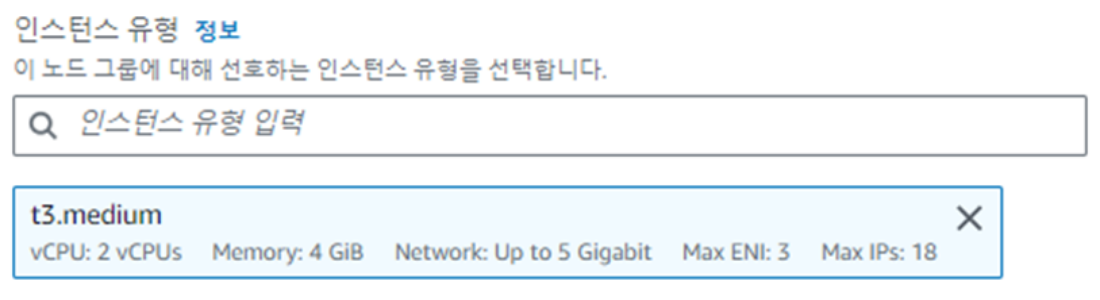 인스턴스 유형 정보
이 노드 그룹에 대해 선호하는 인스턴스 유형을 선택합니다.
인스턴스 유형 입력
t3.medium
vCPU: 2 vCPUs Memory: 4 GiB Network: Up to 5 Gigabit Max ENI: 3 Max IPs: 18